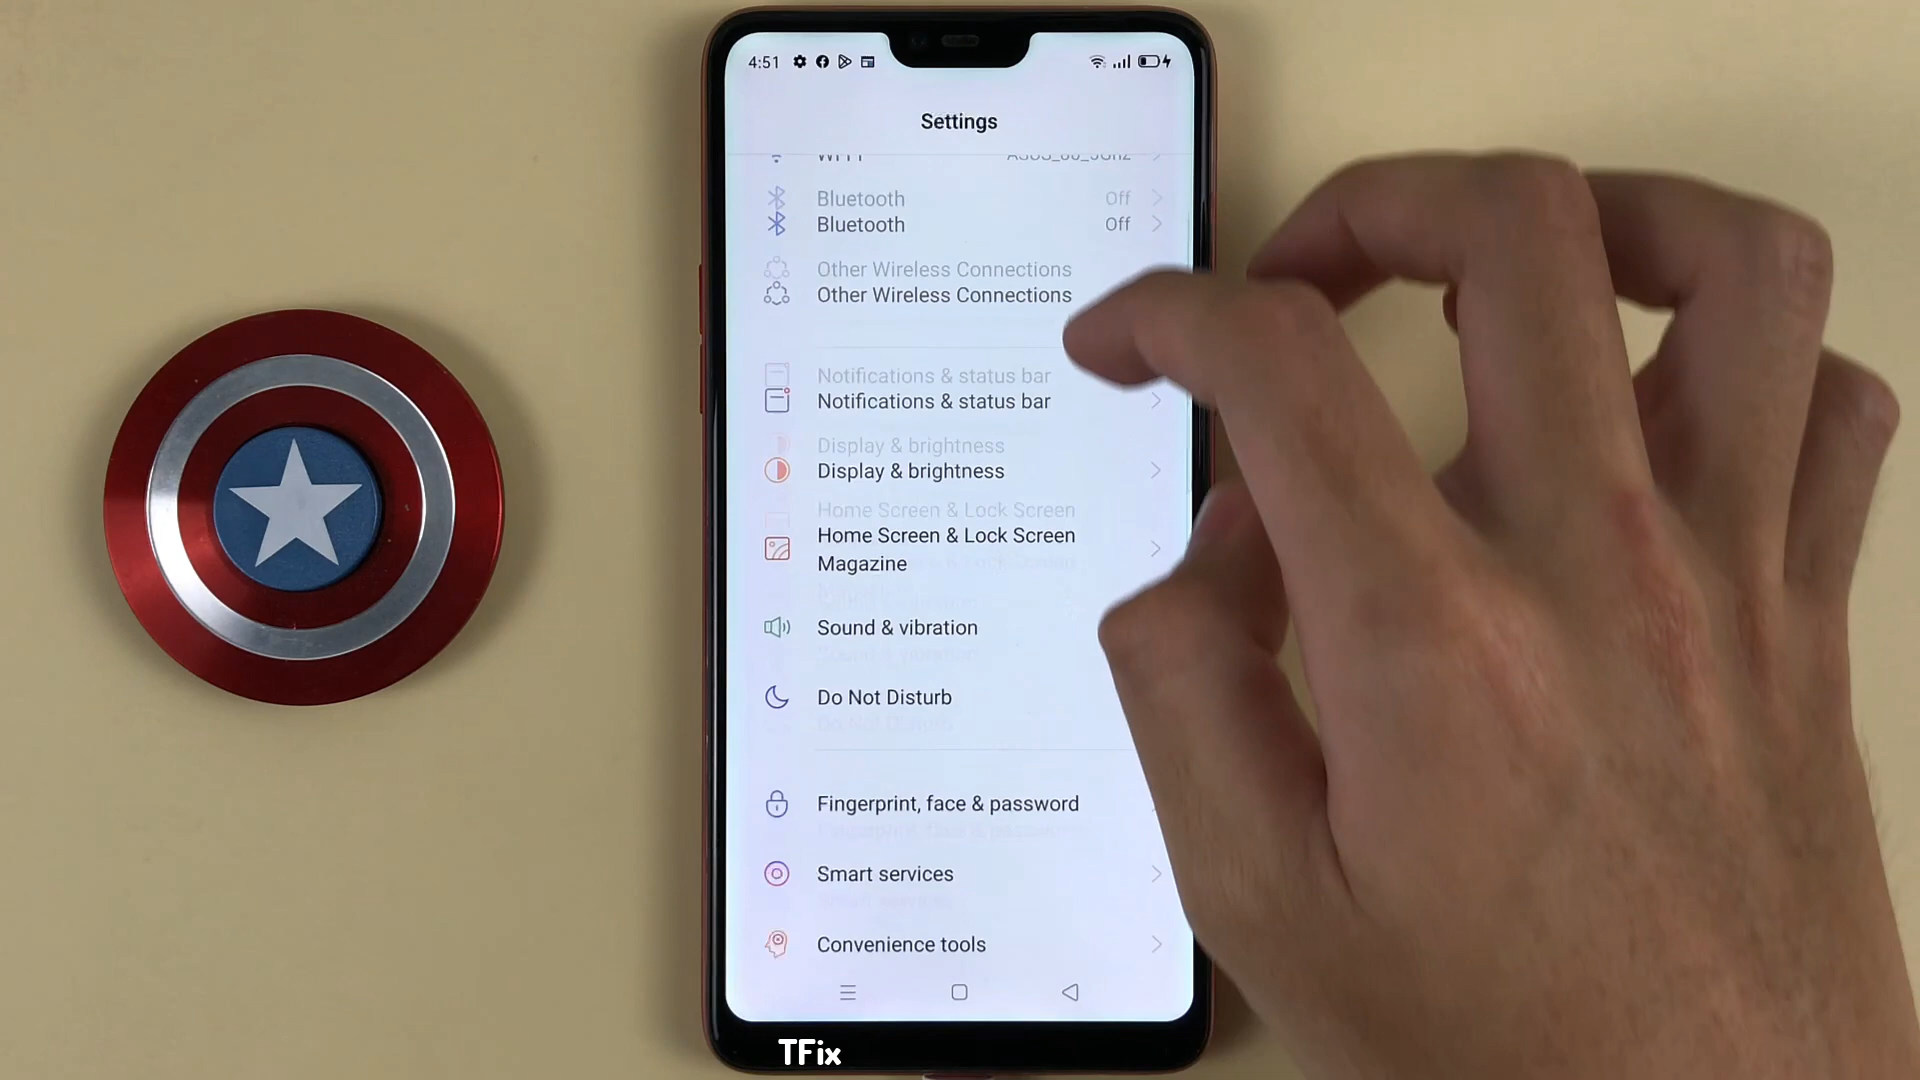 4:51
Settings
Bluetooth Off
Bluetooth Off
Other Wireless Connections
Other Wireless Connections
Notifications & status bar
Notifications & status bar
Display & brightness
Display & brightness
Home Screen & Lock Screen
Home Screen & Lock Screen
Magazine
Sound & vibration
Do Not Disturb
Fingerprint, face & password
Smart services
Convenience tools
TFix